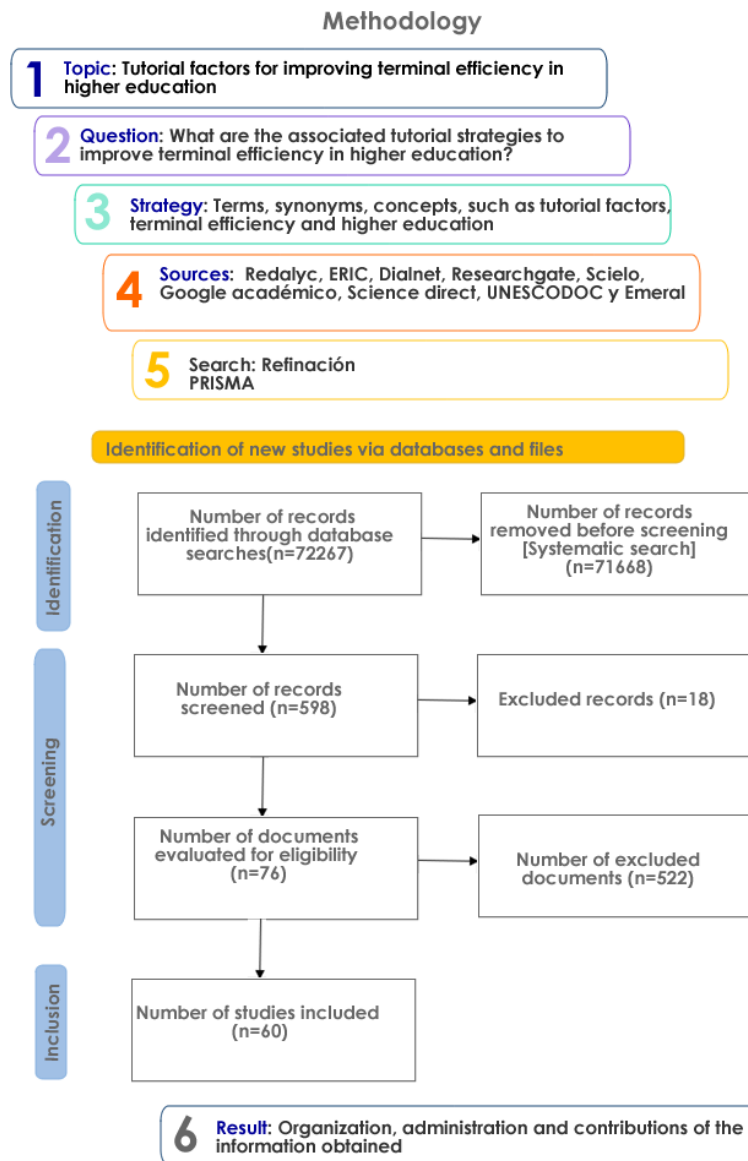 Methodology
1 Topic: Tutorial factors for improving terminal efficiency in
higher education
2 Question: What are the associated tutorial strategies to
improve terminal efficiency in higher education?
3 Strategy: Terms, synonyms, concepts, such as tutorial factors,
terminal efficiency and higher education
4 Sources: Redalyc, ERIC, Dialnet, Researchgate, Scielo,
Google académico, Science direct, UNESCODOC y Emeral
5 Search: Refinación
PRISMA
Identification of new studies via databases and files
Identification
Number of records
identified through database
searches(n=72267)
Number of records
removed before screening
[Systematic search]
(n=71668)
Screening
Number of records
screened (n=598)
Excluded records (n=18)
Number of documents
evaluated for eligibility
(n=76)
Number of excluded
documents (n=522)
Inclusion
Number of studies included
(n=60)
6 Result: Organization, administration and contributions of the
information obtained